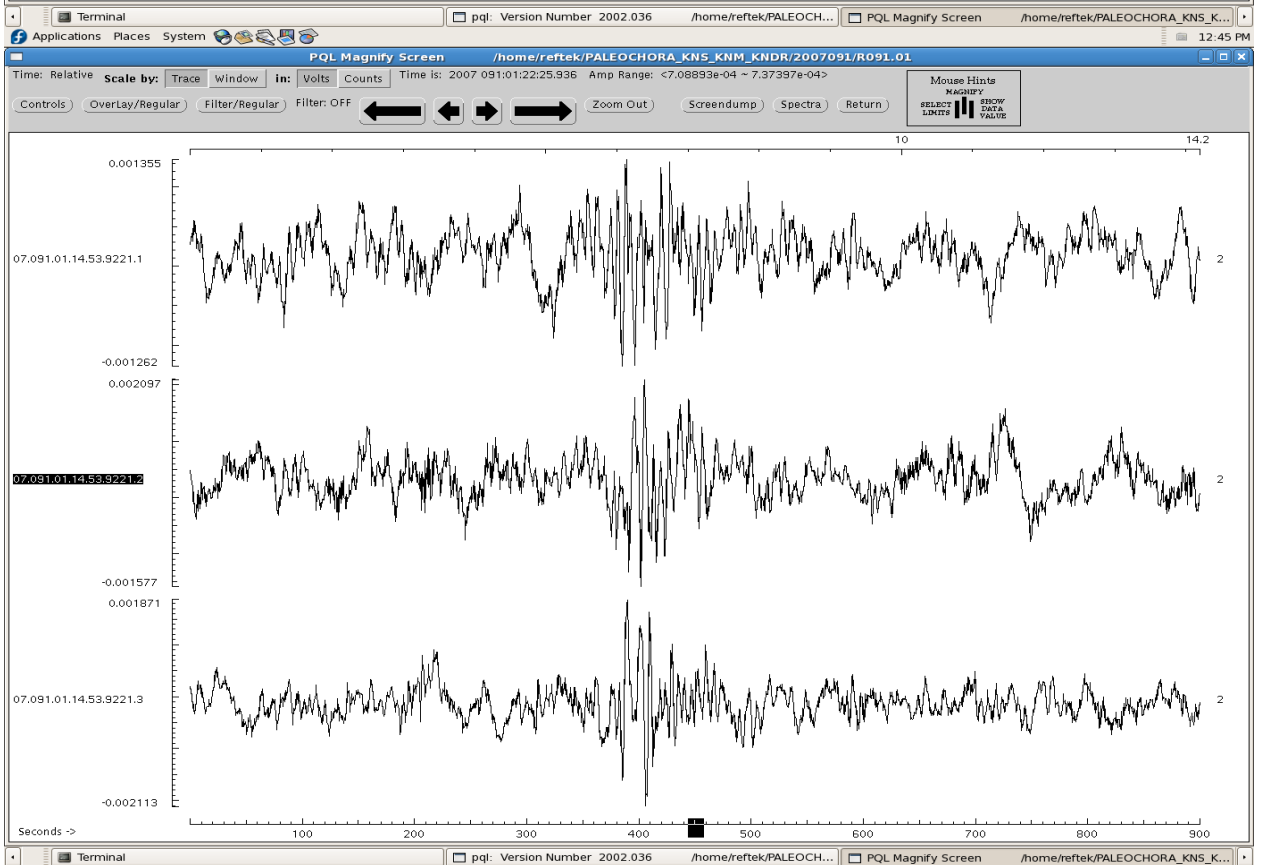 Terminal pql: Version Number 2002.036 /home/reftek/PALEOCH... PQL Magnify Screen /home/reftek/PALEOCHORA_KNS_K...
Applications Places System 12:45 PM
PQL Magnify Screen /home/reftek/PALEOCHORA_KNS_KNM_KNDR/2007091/R091.01
Time: Relative Scale by: Trace Window in: Volts Counts Time is: 2007 091:01:22:25.936 Amp Range: <7.08893e-04 ~ 7.37397e-04>
Controls OverLay/Regular Filter/Regular Filter: OFF Zoom Out Screendump Spectra Return
Mouse Hints
MAGNIFY
SELECT LIMITS SHOW DATA VALUE
10 14.2
0.001355
07.091.01.14.53.9221.1 2
-0.001262
0.002097
07.091.01.14.53.9221.2 2
-0.001577
0.001871
07.091.01.14.53.9221.3 2
-0.002113
Seconds -> 100 200 300 400 500 600 700 800 900
Terminal pql: Version Number 2002.036 /home/reftek/PALEOCH... PQL Magnify Screen /home/reftek/PALEOCHORA_KNS_K...